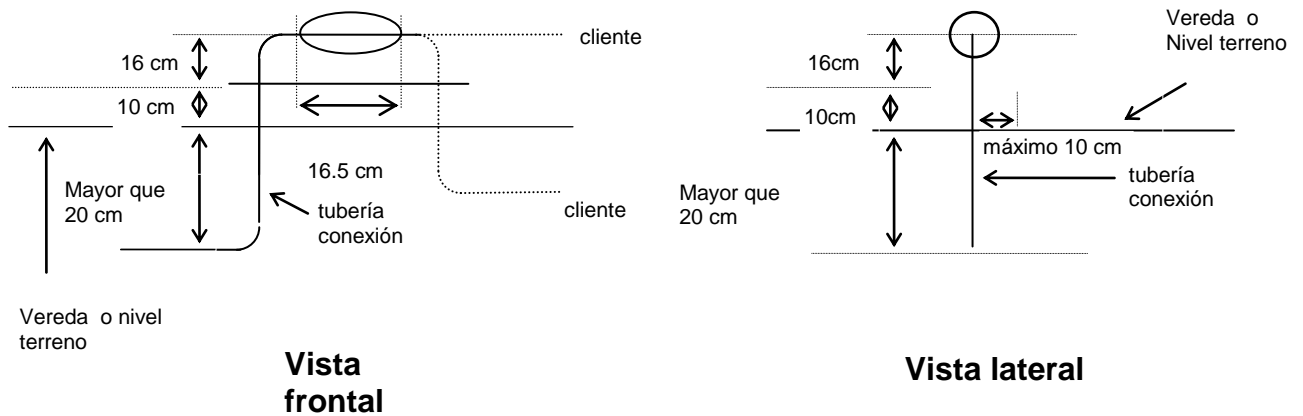 cliente
16 cm
10 cm
16.5 cm
Mayor que
20 cm
tubería
conexión
cliente
Vereda o nivel
terreno
Vista
frontal
Vereda o
Nivel terreno
16cm
10cm
máximo 10 cm
Mayor que
20 cm
tubería
conexión
Vista lateral